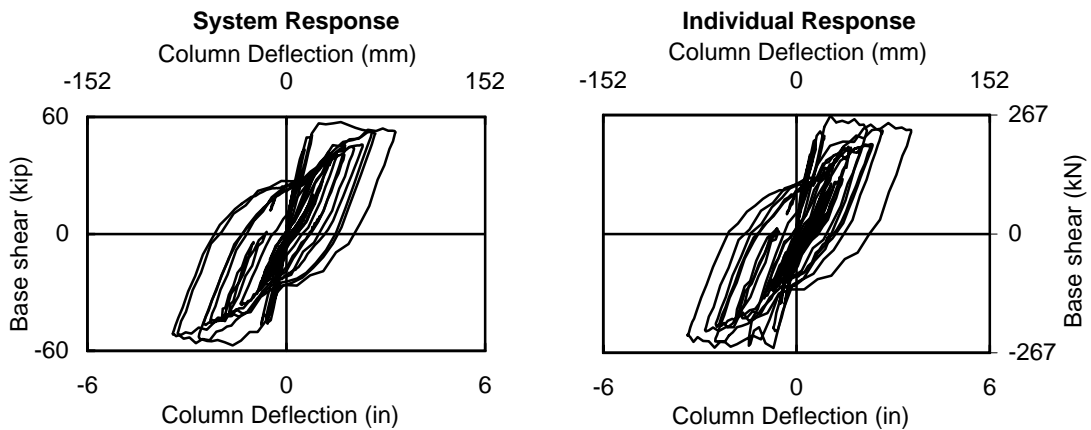 System Response
Column Deflection (mm)
-152 0 152
60
0
-60
Base shear (kip)
-6 0 6
Column Deflection (in)
Individual Response
Column Deflection (mm)
-152 0 152
267
0
-267
Base shear (kN)
-6 0 6
Column Deflection (in)